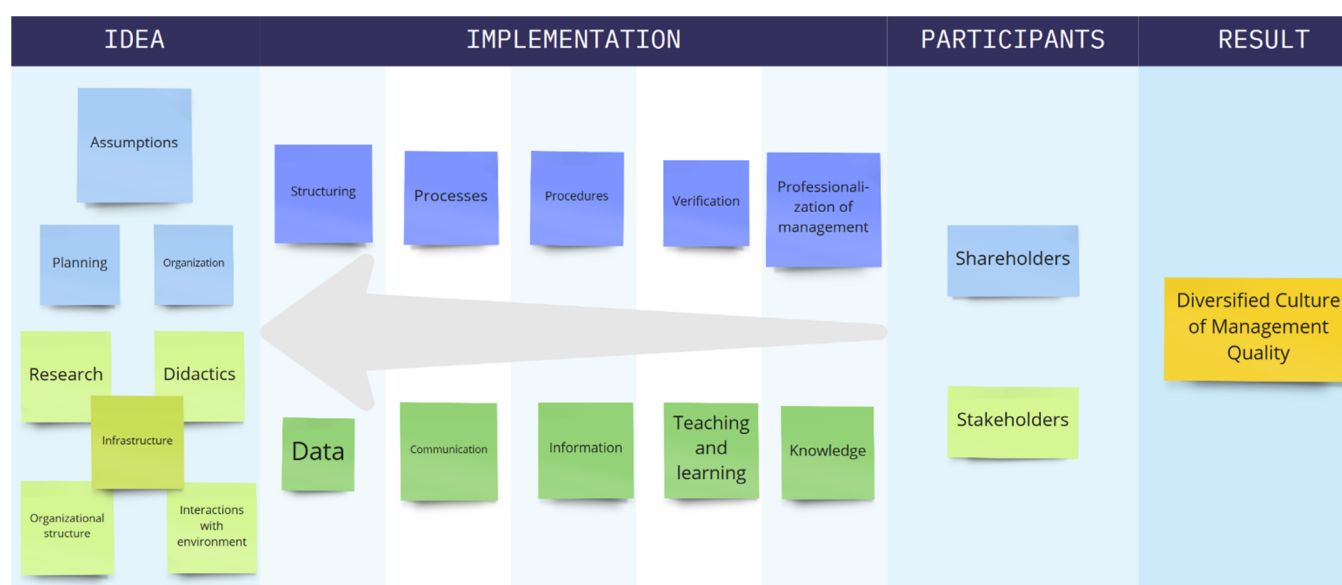 IDEA
IMPLEMENTATION
PARTICIPANTS
RESULT
Assumptions
Planning
Organization
Research
Didactics
Infrastructure
Organizational
structure
Interactions
with
environment
Structuring
Processes
Procedures
Verification
Professionali-
zation of
management
Data
Communication
Information
Teaching
and
learning
Knowledge
Shareholders
Stakeholders
Diversified Culture
of Management
Quality